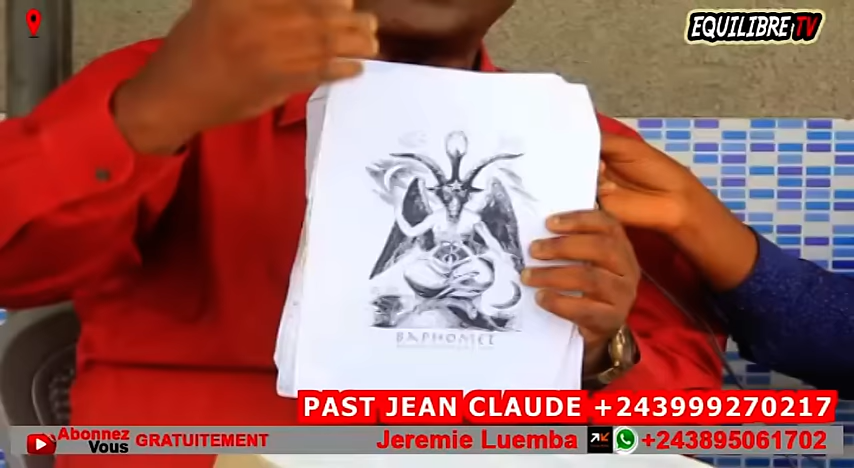 EQUILIBRE TV
BAPHOMET
PAST JEAN CLAUDE +243999270217
Abonnez
Vous
GRATUITEMENT
Jeremie Luemba
+243895061702